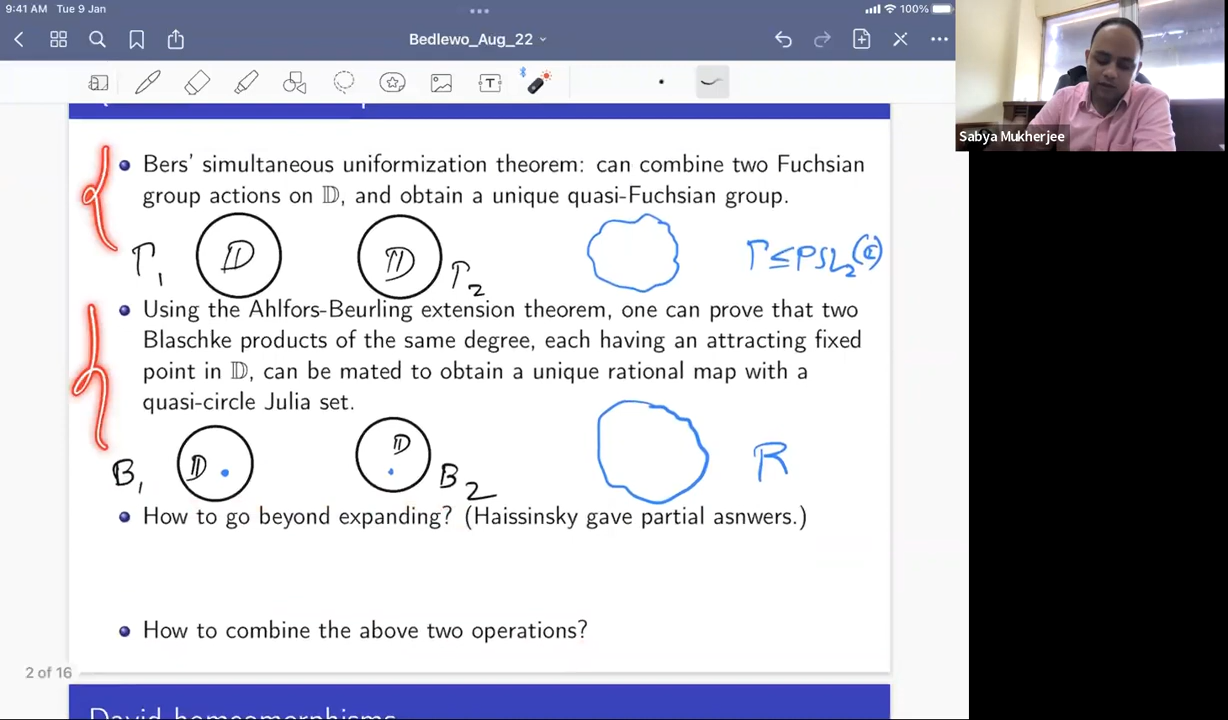 9:41 AM Tue 9 Jan
100%
Bedlewo_Aug_22
T
Sabya Mukherjee
Bers' simultaneous uniformization theorem: can combine two Fuchsian
group actions on 𝔻, and obtain a unique quasi-Fuchsian group.
Γ₁ 𝔻 𝔻 Γ₂ Γ ≤ PSL₂(ℂ)
Using the Ahlfors-Beurling extension theorem, one can prove that two
Blaschke products of the same degree, each having an attracting fixed
point in 𝔻, can be mated to obtain a unique rational map with a
quasi-circle Julia set.
B₁ 𝔻 𝔻 B₂ R
How to go beyond expanding? (Haissinsky gave partial asnwers.)
How to combine the above two operations?
2 of 16
David homeomorphisms